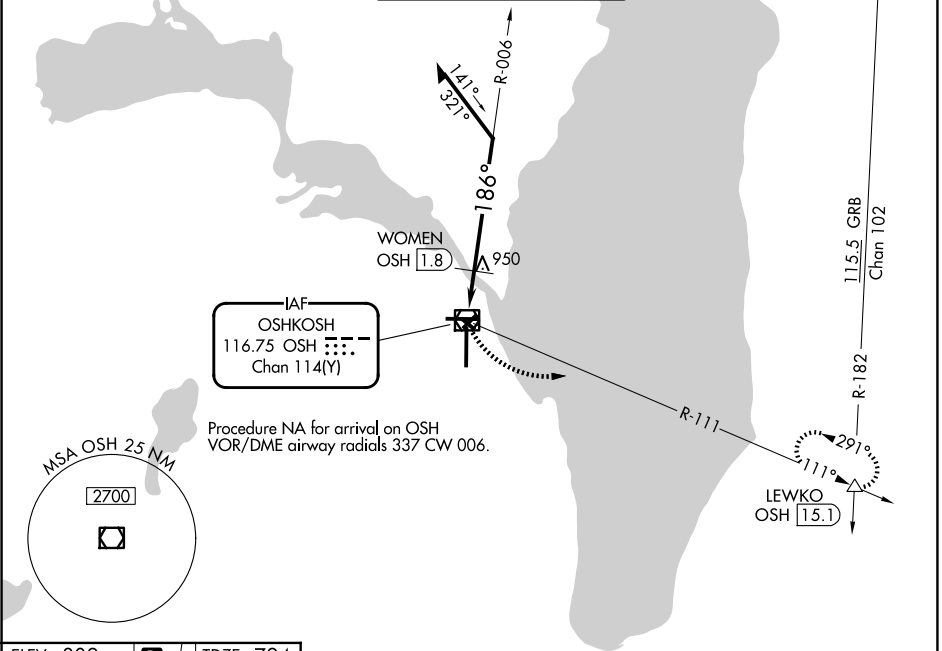 R-006
141°
321°
186°
WOMEN
OSH 1.8
950
115.5 GRB
Chan 102
IAF
OSHKOSH
116.75 OSH
Chan 114(Y)
R-182
R-111
Procedure NA for arrival on OSH
VOR/DME airway radials 337 CW 006.
291°
111°
MSA OSH 25 NM
2700
LEWKO
OSH 15.1